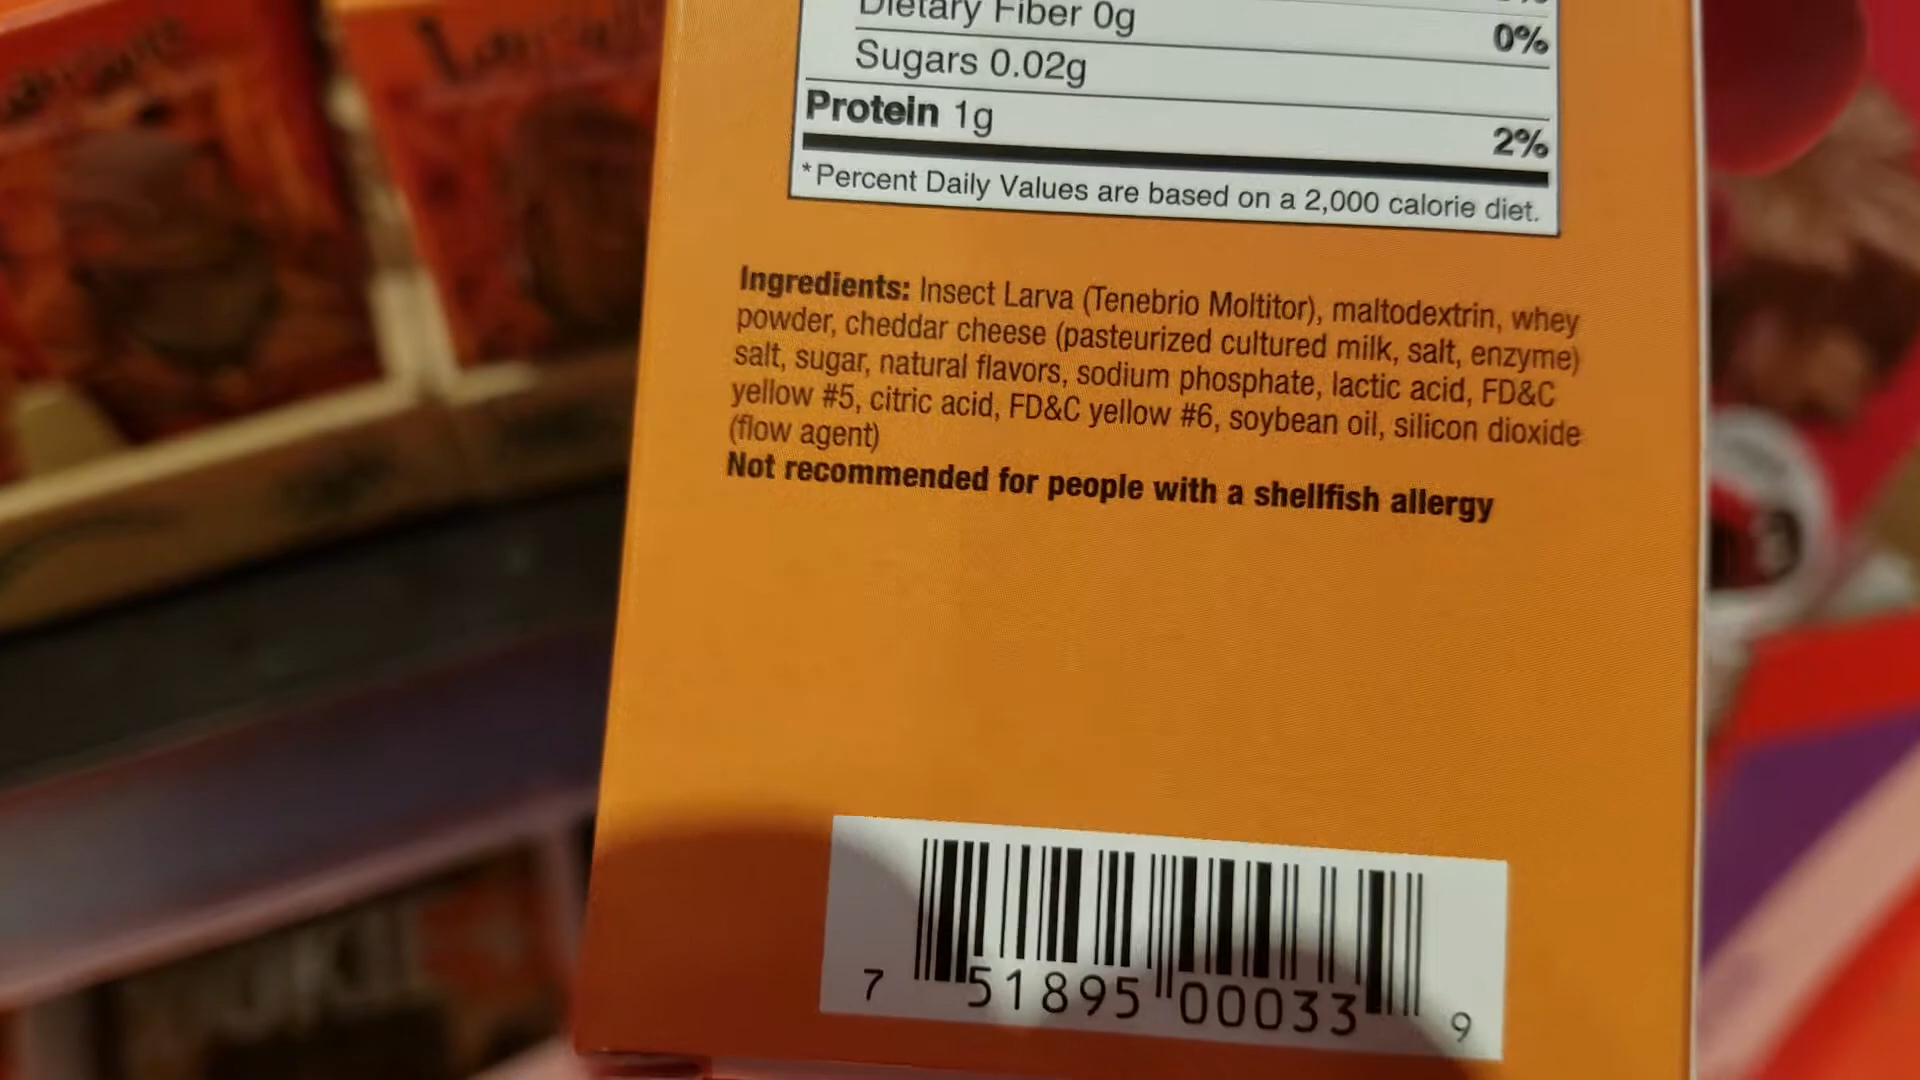 Dietary Fiber 0g 0%
Sugars 0.02g
Protein 1g 2%
*Percent Daily Values are based on a 2,000 calorie diet.
Ingredients: Insect Larva (Tenebrio Moltitor), maltodextrin, whey
powder, cheddar cheese (pasteurized cultured milk, salt, enzyme)
salt, sugar, natural flavors, sodium phosphate, lactic acid, FD&C
yellow #5, citric acid, FD&C yellow #6, soybean oil, silicon dioxide
(flow agent)
Not recommended for people with a shellfish allergy
7 51895 00033 9